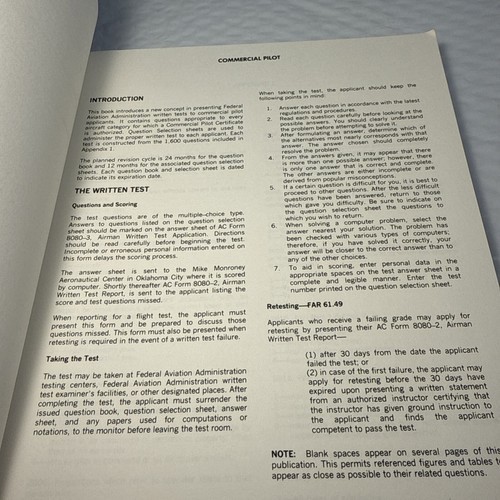 COMMERCIAL PILOT
INTRODUCTION
This book introduces a new concept in presenting Federal
Aviation Administration written tests to commercial pilot
applicants. It contains questions appropriate to every
aircraft category for which a Commercial Pilot Certificate
is authorized. Question Selection Sheets are used to
administer the proper written test to each applicant. Each
test is constructed from the 1,600 questions included in
Appendix I.
The planned revision cycle is 24 months for the question
book and 12 months for the associated question selection
sheets. Each question book and selection sheet is dated
to indicate its expiration date.
THE WRITTEN TEST
Questions and Scoring
The test questions are of the multiple-choice type.
Answers to questions listed on the question selection
sheet should be marked on the answer sheet of AC Form
8080-3, Airman Written Test Application. Directions
should be read carefully before beginning the test.
Incomplete or erroneous personal information entered on
this form delays the scoring process.
The answer sheet is sent to the Mike Monroney
Aeronautical Center in Oklahoma City where it is scored
by computer. Shortly thereafter AC Form 8080-2, Airman
Written Test Report, is sent to the applicant listing the
score and test questions missed.
When reporting for a flight test, the applicant must
present this form and be prepared to discuss those
questions missed. This form must also be presented when
retesting is required in the event of a written test failure.
Taking the Test
The test may be taken at Federal Aviation Administration
testing centers, Federal Aviation Administration written
test examiner's facilities, or other designated places. After
completing the test, the applicant must surrender the
issued question book, question selection sheet, answer
sheet, and any papers used for computations or
notations, to the monitor before leaving the test room.
When taking the test, the applicant should keep the
following points in mind:
1. Answer each question in accordance with the latest
regulations and procedures.
2. Read each question carefully before looking at the
possible answers. You should clearly understand
the problem before attempting to solve it.
3. After formulating an answer, determine which of
the alternatives most nearly corresponds with that
answer. The answer chosen should completely
resolve the problem.
4. From the answers given, it may appear that there
is more than one possible answer; however, there
is only one answer that is correct and complete.
The other answers are either incomplete or are
derived from popular misconceptions.
5. If a certain question is difficult for you, it is best to
proceed to other questions. After the less difficult
questions have been answered, return to those
which gave you difficulty. Be sure to indicate on
the question selection sheet the questions to
which you wish to return.
6. When solving a computer problem, select the
answer nearest your solution. The problem has
been checked with various types of computers;
therefore, if you have solved it correctly, your
answer will be closer to the correct answer than to
any of the other choices.
7. To aid in scoring, enter personal data in the
appropriate spaces on the test answer sheet in a
complete and legible manner. Enter the test
number printed on the question selection sheet.
Retesting—FAR 61.49
Applicants who receive a failing grade may apply for
retesting by presenting their AC Form 8080-2, Airman
Written Test Report—
(1) after 30 days from the date the applicant
failed the test; or
(2) in case of the first failure, the applicant may
apply for retesting before the 30 days have
expired upon presenting a written statement
from an authorized instructor certifying that
the instructor has given ground instruction to
the applicant and finds the applicant
competent to pass the test.
NOTE: Blank spaces appear on several pages of this
publication. This permits referenced figures and tables to
appear as close as possible to their related questions.